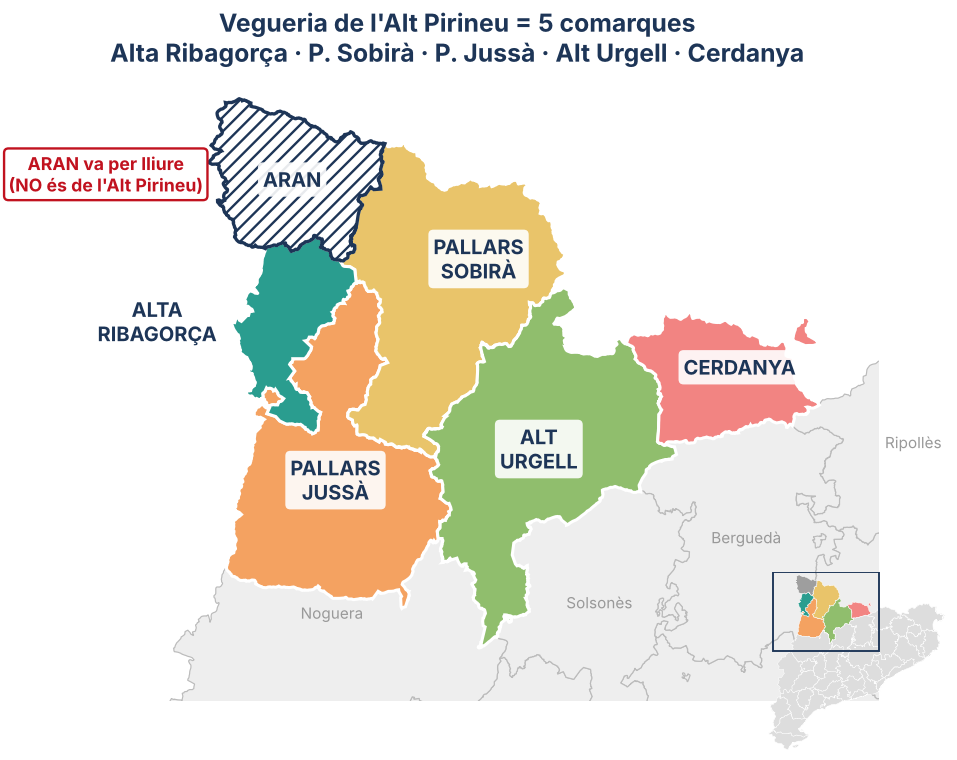 Vegueria de l'Alt Pirineu = 5 comarques
Alta Ribagorça · P. Sobirà · P. Jussà · Alt Urgell · Cerdanya
ARAN va per lliure
(NO és de l'Alt Pirineu)
ARAN
PALLARS
SOBIRÀ
ALTA
RIBAGORÇA
CERDANYA
ALT
URGELL
Ripollès
PALLARS
JUSSÀ
Berguedà
Noguera
Solsonès